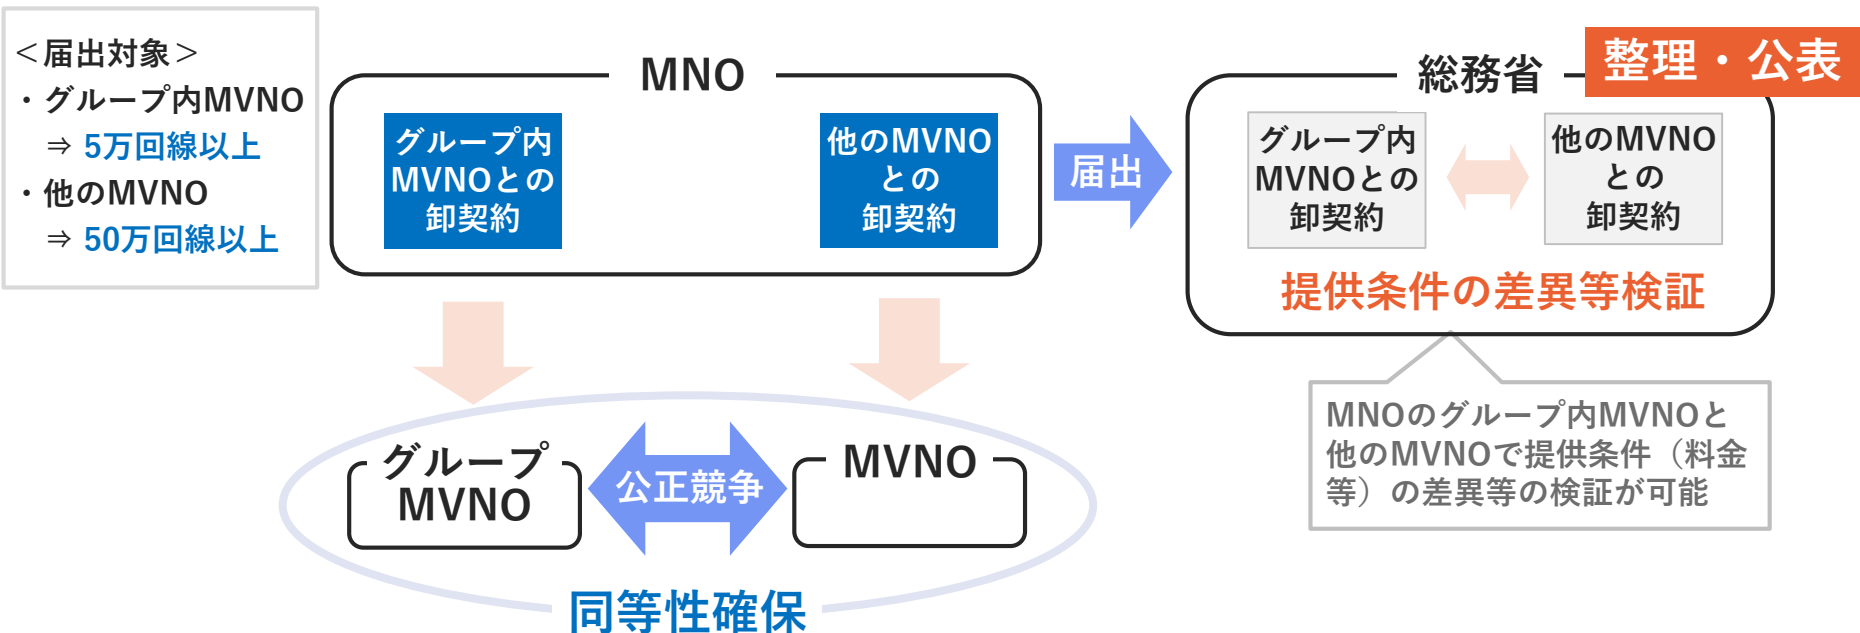 ＜届出対象＞
・グループ内MVNO
⇒ 5万回線以上
・他のMVNO
⇒ 50万回線以上
MNO
グループ内
MVNOとの
卸契約
他のMVNO
との
卸契約
届出
総務省
整理・公表
グループ内
MVNOとの
卸契約
他のMVNO
との
卸契約
提供条件の差異等検証
MNOのグループ内MVNOと
他のMVNOで提供条件（料金
等）の差異等の検証が可能
グループ
MVNO
公正競争
MVNO
同等性確保